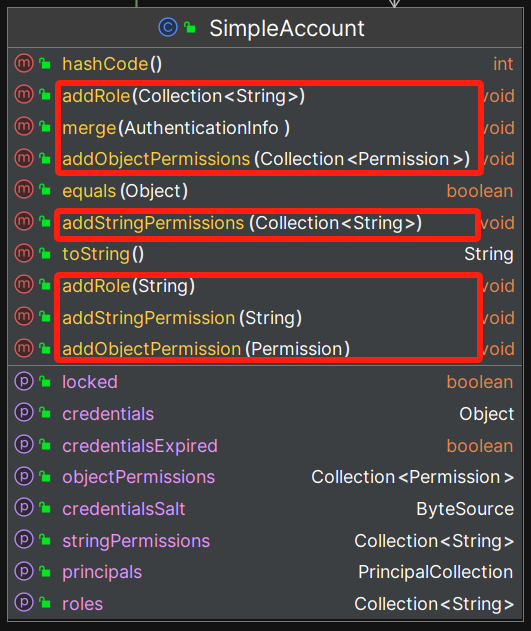 C SimpleAccount
m hashCode() int
m addRole(Collection<String>) void
m merge(AuthenticationInfo ) void
m addObjectPermissions(Collection<Permission>) void
m equals(Object) boolean
m addStringPermissions(Collection<String>) void
m toString() String
m addRole(String) void
m addStringPermission(String) void
m addObjectPermission(Permission) void
p locked boolean
p credentials Object
p credentialsExpired boolean
p objectPermissions Collection<Permission>
p credentialsSalt ByteSource
p stringPermissions Collection<String>
p principals PrincipalCollection
p roles Collection<String>